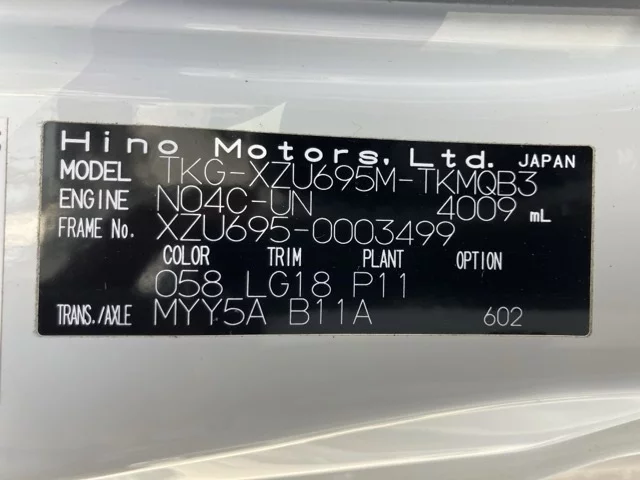 Hino Motors, Ltd. JAPAN
MODEL TKG-XZU695M-TKMQB3
ENGINE N04C-UN 4009 mL
FRAME No. XZU695-0003499
COLOR TRIM PLANT OPTION
058 LG18 P11
TRANS./AXLE MYY5A B11A 602